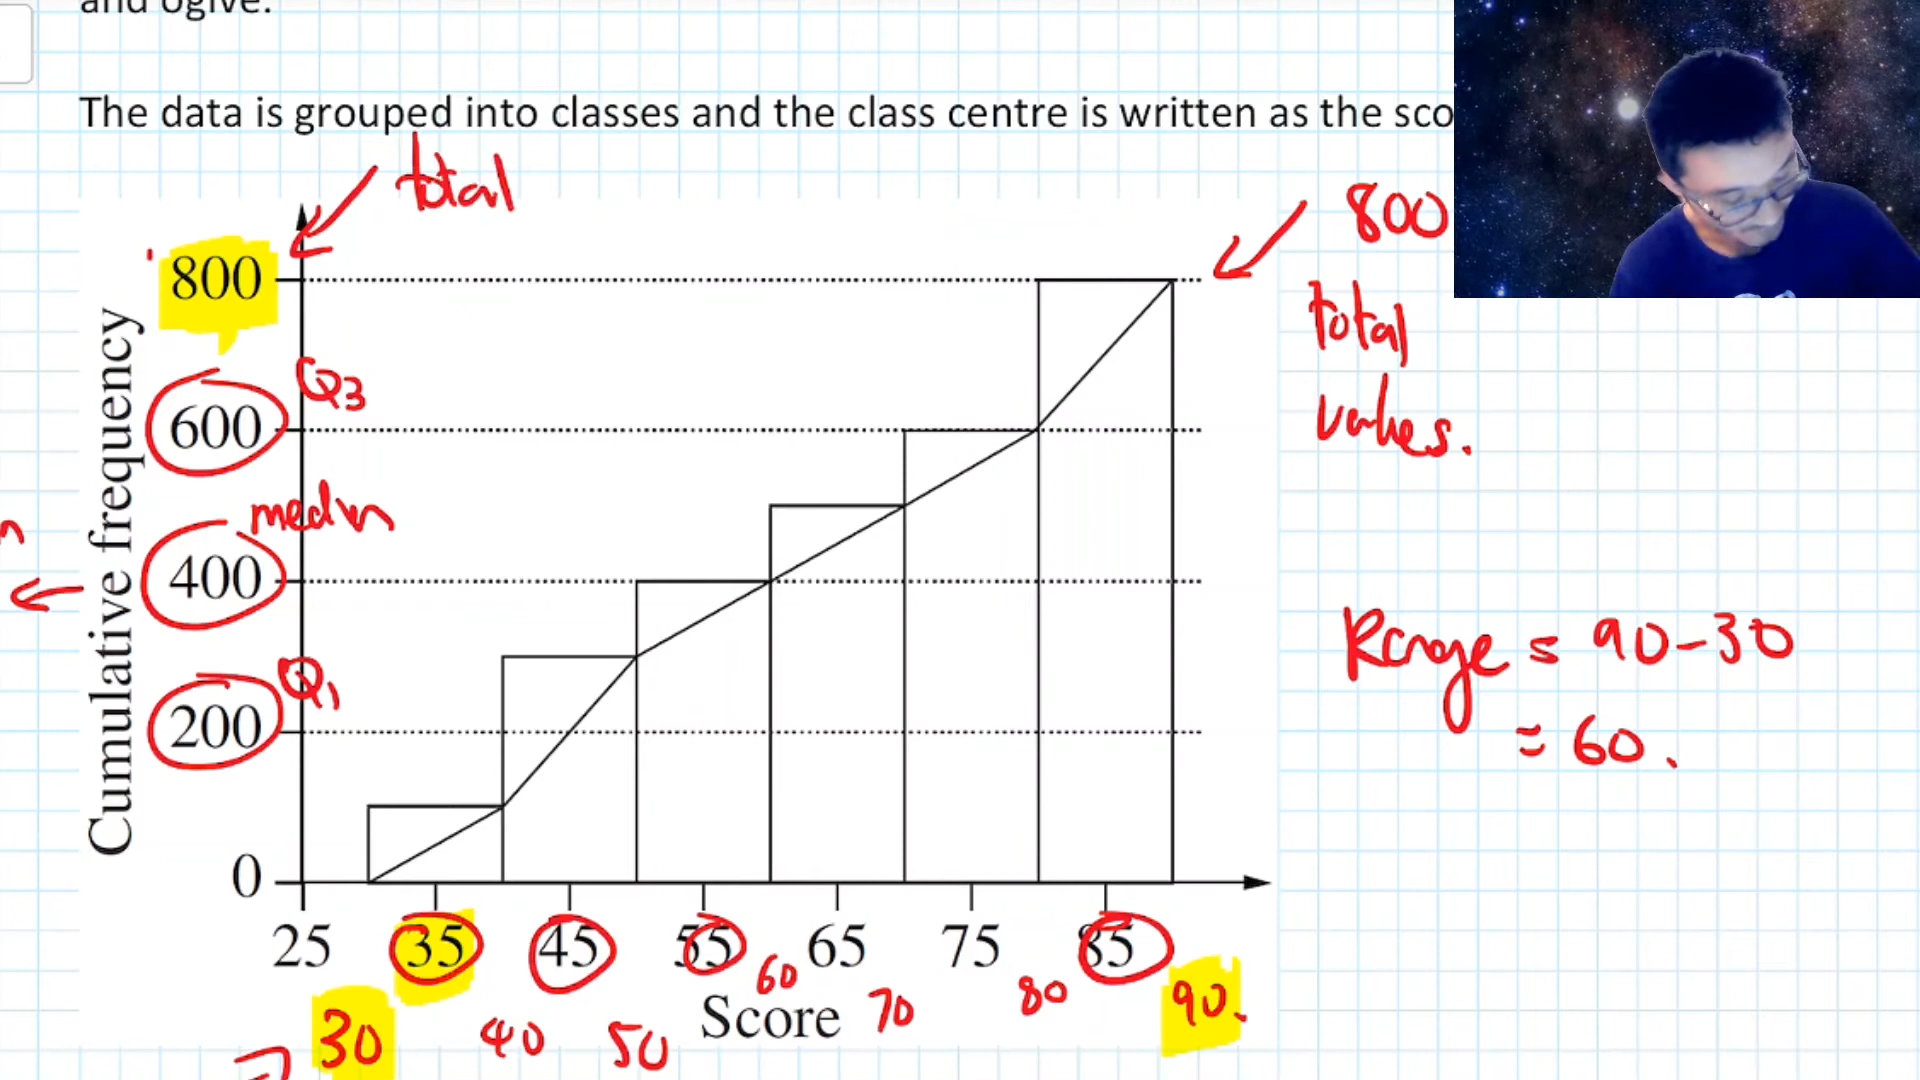 and ogive.
The data is grouped into classes and the class centre is written as the sco
total
800
800
total
values.
Q3
600
median
400
Q1
200
0
Cumulative frequency
Range = 90-30
= 60.
25 35 45 55 65 75 85
60 70 80 90.
Score
30 40 50